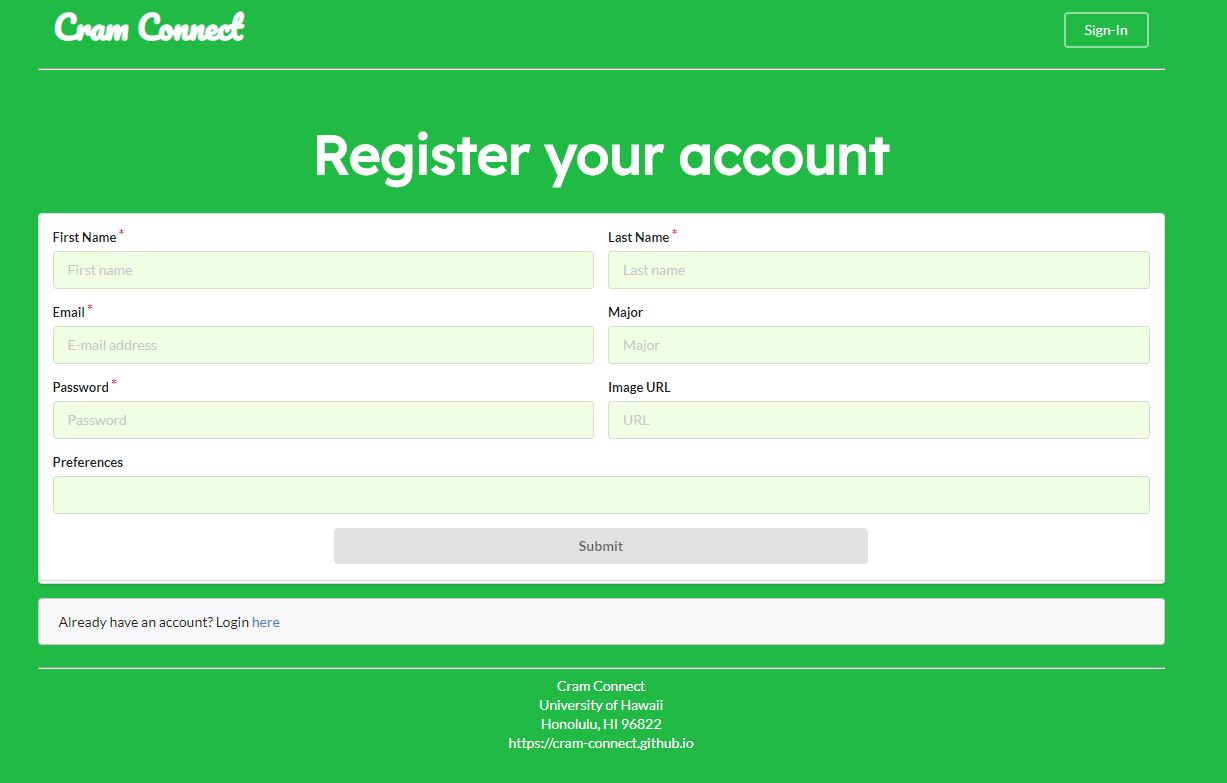 Cram Connect
Sign-In
Register your account
First Name *
Last Name *
First name
Last name
Email *
Major
E-mail address
Major
Password *
Image URL
Password
URL
Preferences
Submit
Already have an account? Login here
Cram Connect
University of Hawaii
Honolulu, HI 96822
https://cram-connect.github.io